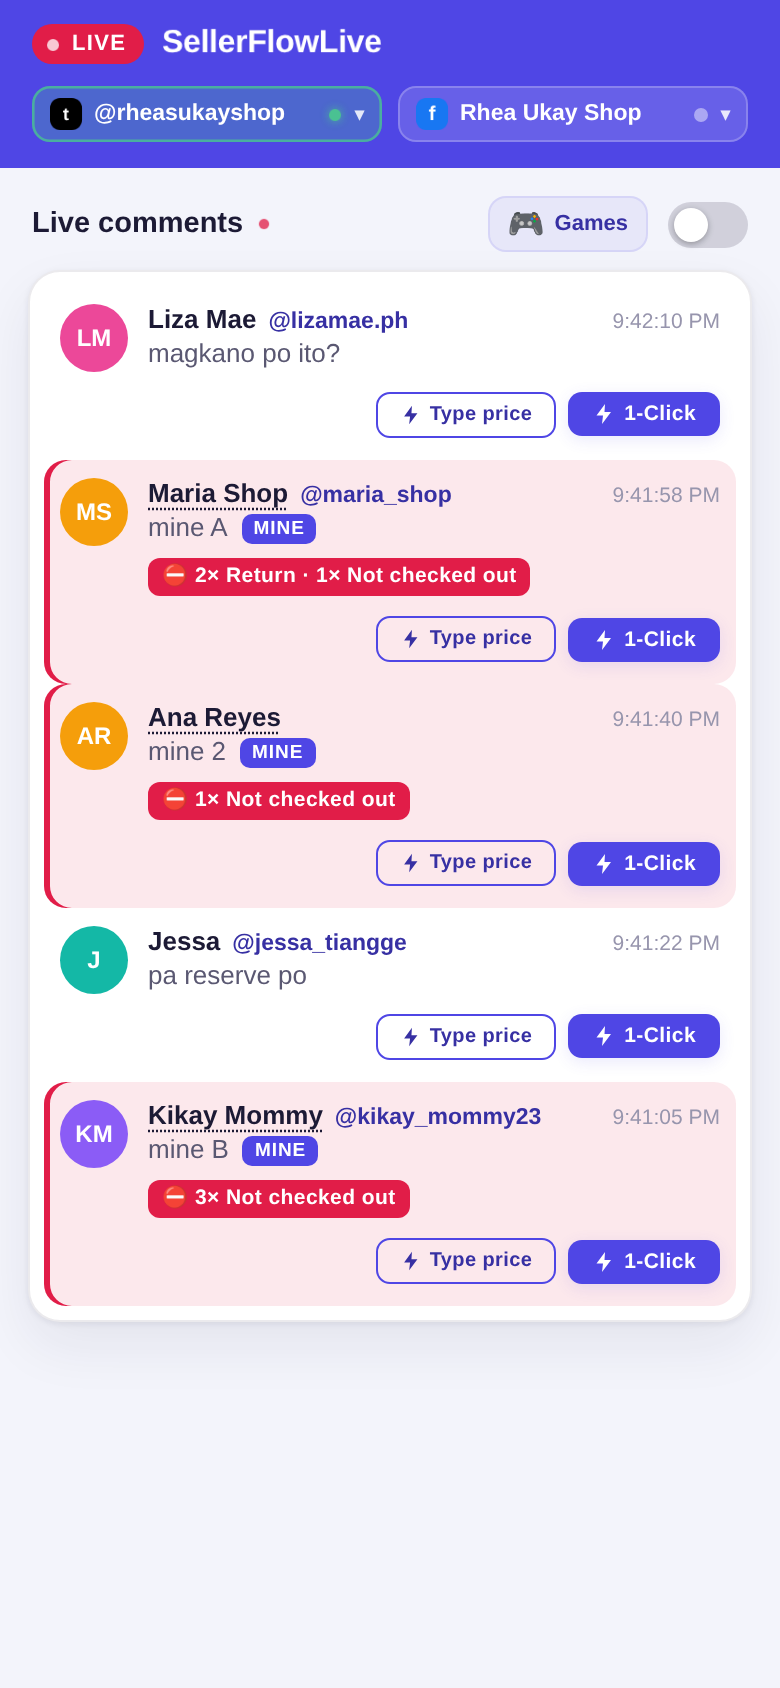 LIVE SellerFlowLive
t @rheasukayshop ▼ f Rhea Ukay Shop ▼
Live comments Games
LM Liza Mae @lizamae.ph 9:42:10 PM
magkano po ito?
Type price 1-Click
MS Maria Shop @maria_shop 9:41:58 PM
mine A MINE
2× Return · 1× Not checked out
Type price 1-Click
AR Ana Reyes 9:41:40 PM
mine 2 MINE
1× Not checked out
Type price 1-Click
J Jessa @jessa_tiangge 9:41:22 PM
pa reserve po
Type price 1-Click
KM Kikay Mommy @kikay_mommy23 9:41:05 PM
mine B MINE
3× Not checked out
Type price 1-Click